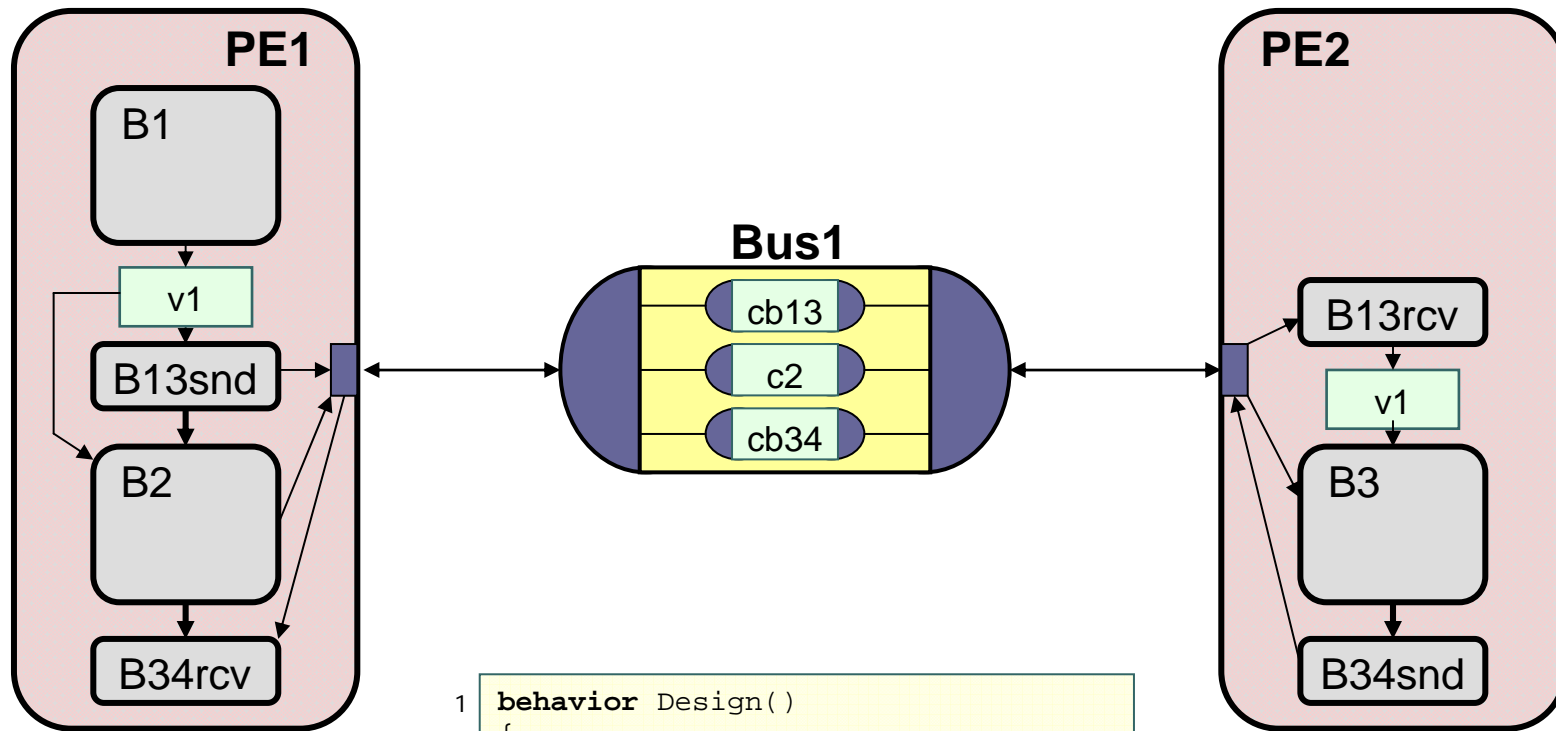 PE1
B1
v1
B13snd
B2
B34rcv
Bus1
cb13
c2
cb34
PE2
B13rcv
v1
B3
B34snd
1 behavior Design()
{